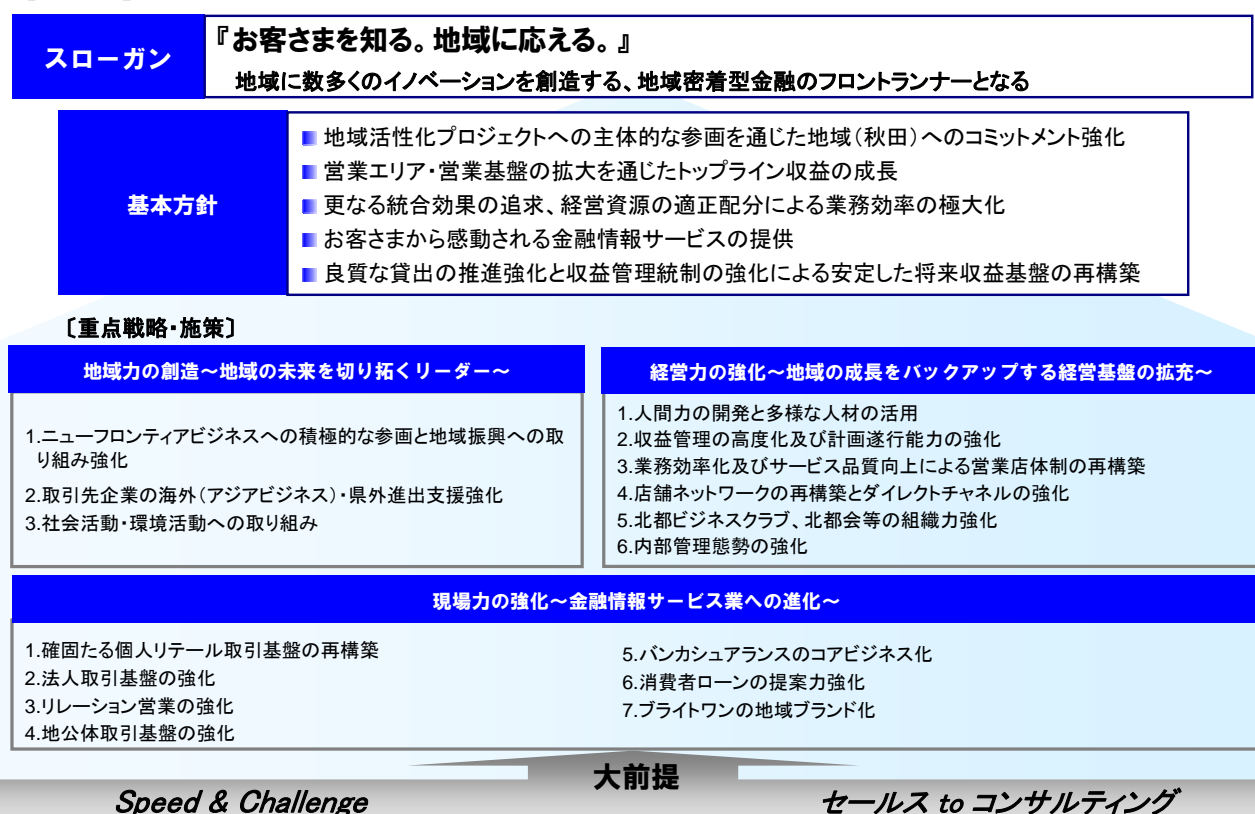 スローガン
『お客さまを知る。地域に応える。』
地域に数多くのイノベーションを創造する、地域密着型金融のフロントランナーとなる
基本方針
地域活性化プロジェクトへの主体的な参画を通じた地域（秋田）へのコミットメント強化
営業エリア・営業基盤の拡大を通じたトップライン収益の成長
更なる統合効果の追求、経営資源の適正配分による業務効率の極大化
お客さまから感動される金融情報サービスの提供
良質な貸出の推進強化と収益管理統制の強化による安定した将来収益基盤の再構築
〔重点戦略・施策〕
地域力の創造～地域の未来を切り拓くリーダー～
1.ニューフロンティアビジネスへの積極的な参画と地域振興への取
り組み強化
2.取引先企業の海外（アジアビジネス）・県外進出支援強化
3.社会活動・環境活動への取り組み
経営力の強化～地域の成長をバックアップする経営基盤の拡充～
1.人間力の開発と多様な人材の活用
2.収益管理の高度化及び計画遂行能力の強化
3.業務効率化及びサービス品質向上による営業店体制の再構築
4.店舗ネットワークの再構築とダイレクトチャネルの強化
5.北都ビジネスクラブ、北都会等の組織力強化
6.内部管理態勢の強化
現場力の強化～金融情報サービス業への進化～
1.確固たる個人リテール取引基盤の再構築
2.法人取引基盤の強化
3.リレーション営業の強化
4.地公体取引基盤の強化
5.バンカシュアランスのコアビジネス化
6.消費者ローンの提案力強化
7.ブライトワンの地域ブランド化
大前提
Speed & Challenge
セールス to コンサルティング